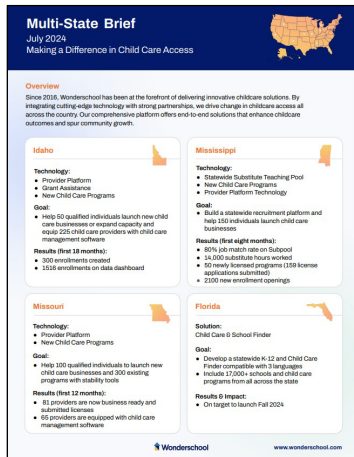 Multi-State Brief
July 2024
Making a Difference in Child Care Access
Overview
Since 2016, Wonderschool has been at the forefront of delivering innovative childcare solutions. By
integrating cutting-edge technology with strong partnerships, we drive change in childcare access all
across the country. Our comprehensive platform offers end-to-end solutions that enhance childcare
outcomes and spur community growth.
Idaho
Technology:
● Provider Platform
● Grant Assistance
● New Child Care Programs
Goal:
● Help 50 qualified individuals launch new child
care businesses or expand capacity and
equip 225 child care providers with child care
management software
Results (first 18 months):
● 300 enrollments created
● 1516 enrollments on data dashboard
Mississippi
Technology:
● Statewide Substitute Teaching Pool
● New Child Care Programs
● Provider Platform Technology
Goal:
● Build a statewide recruitment platform and
help 150 individuals launch child care
businesses
Results (first eight months):
● 80% job match rate on Subpool
● 14,000 substitute hours worked
● 50 newly licensed programs (159 license
applications submitted)
● 2100 new enrollment openings
Missouri
Technology:
● Provider Platform
● New Child Care Programs
Goal:
● Help 100 qualified individuals to launch new
child care businesses and 300 existing
programs with stability tools
Results (first 12 months):
● 81 providers are now business ready and
submitted licenses
● 65 providers are equipped with child care
management software
Florida
Solution:
Child Care & School Finder
Goal:
● Develop a statewide K-12 and Child Care
Finder compatible with 3 languages
● Include 17,000+ schools and child care
programs from all across the state
Results & Impact:
● On target to launch Fall 2024
Wonderschool
www.wonderschool.com